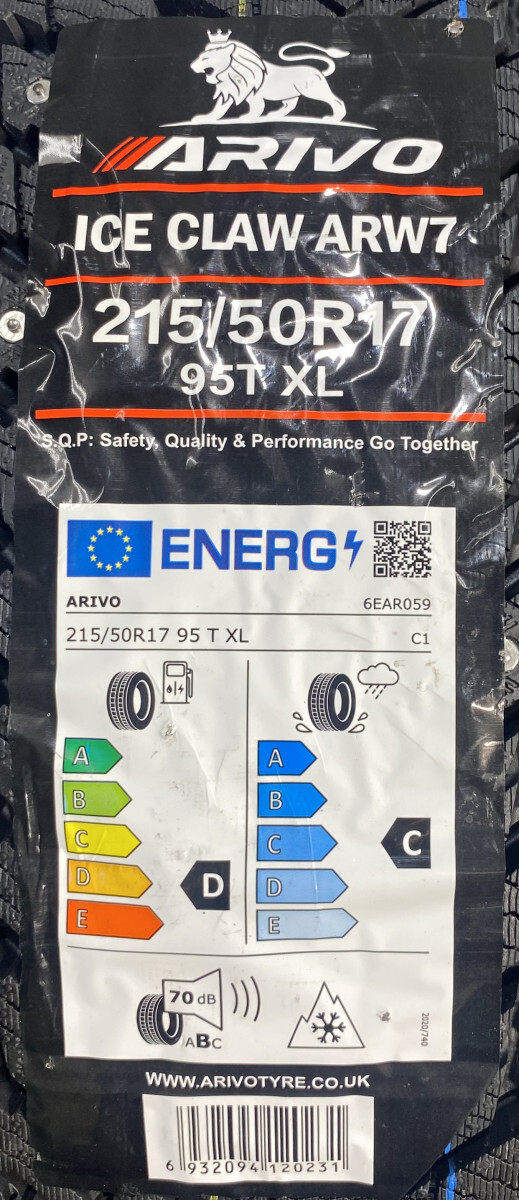 ARIVO
ICE CLAW ARW7
215/50R17
95T XL
S.Q.P: Safety, Quality & Performance Go Together
ENERG
ARIVO 6EAR059
215/50R17 95 T XL C1
A A
B B
C C C
D D D
E E
70 dB
ABC
2020/740
WWW.ARIVOTYRE.CO.UK
6 932094 120231